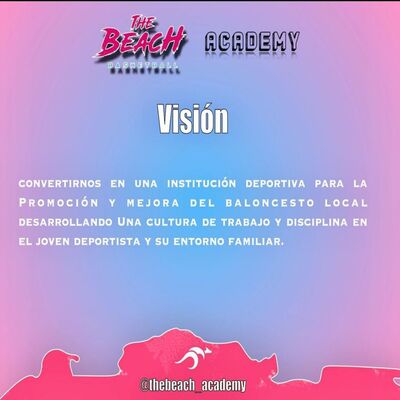 THE BEACH ACADEMY
BASKETBALL
BASKETBALL
Visión
CONVERTIRNOS EN UNA INSTITUCIÓN DEPORTIVA PARA LA
PROMOCIÓN Y MEJORA DEL BALONCESTO LOCAL
DESARROLLANDO UNA CULTURA DE TRABAJO Y DISCIPLINA EN
EL JOVEN DEPORTISTA Y SU ENTORNO FAMILIAR.
@thebeach_academy